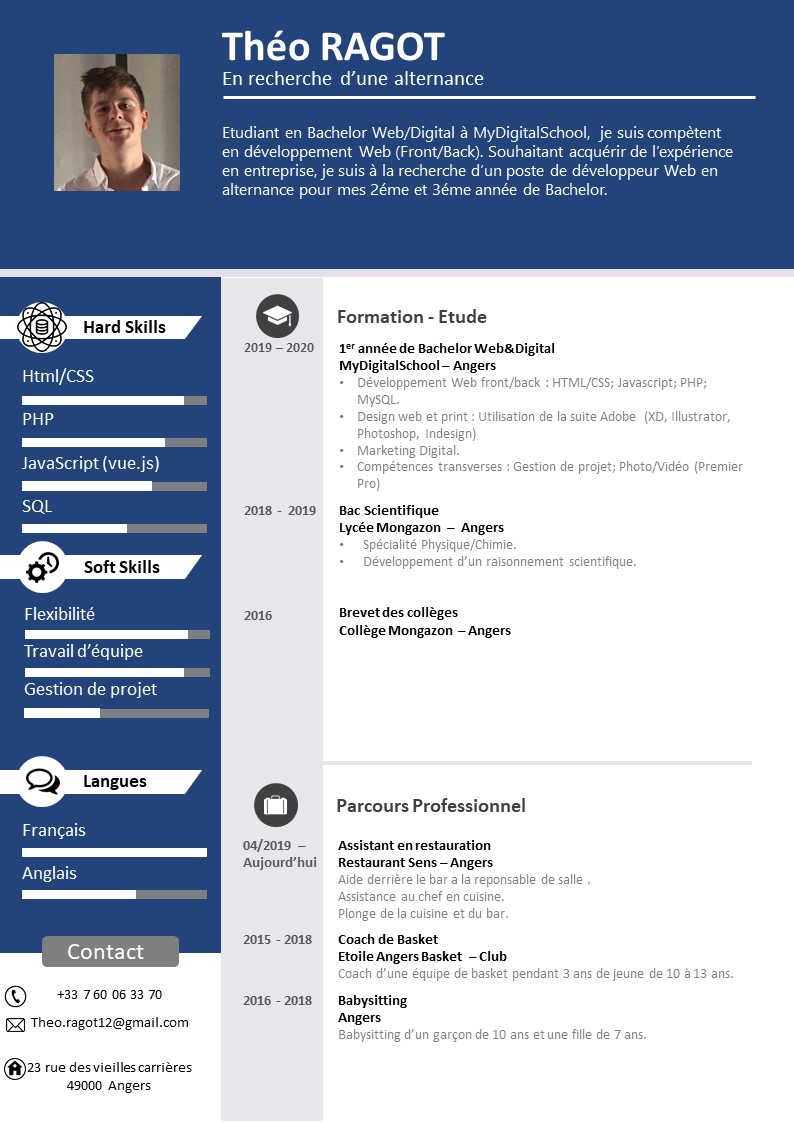 Théo RAGOT
En recherche d'une alternance
Etudiant en Bachelor Web/Digital à MyDigitalSchool, je suis compètent
en développement Web (Front/Back). Souhaitant acquérir de l'expérience
en entreprise, je suis à la recherche d'un poste de développeur Web en
alternance pour mes 2éme et 3éme année de Bachelor.
Hard Skills
Html/CSS
PHP
JavaScript (vue.js)
SQL
Soft Skills
Flexibilité
Travail d'équipe
Gestion de projet
Langues
Français
Anglais
Contact
+33 7 60 06 33 70
Theo.ragot12@gmail.com
23 rue des vieilles carrières
49000 Angers
Formation - Etude
2019 – 2020
1er année de Bachelor Web&Digital
MyDigitalSchool – Angers
• Développement Web front/back : HTML/CSS; Javascript; PHP;
MySQL.
• Design web et print : Utilisation de la suite Adobe (XD, Illustrator,
Photoshop, Indesign)
• Marketing Digital.
• Compétences transverses : Gestion de projet; Photo/Vidéo (Premier
Pro)
2018 - 2019
Bac Scientifique
Lycée Mongazon – Angers
• Spécialité Physique/Chimie.
• Développement d'un raisonnement scientifique.
2016
Brevet des collèges
Collège Mongazon – Angers
Parcours Professionnel
04/2019 –
Aujourd'hui
Assistant en restauration
Restaurant Sens – Angers
Aide derrière le bar a la reponsable de salle .
Assistance au chef en cuisine.
Plonge de la cuisine et du bar.
2015 - 2018
Coach de Basket
Etoile Angers Basket – Club
Coach d'une équipe de basket pendant 3 ans de jeune de 10 à 13 ans.
2016 - 2018
Babysitting
Angers
Babysitting d'un garçon de 10 ans et une fille de 7 ans.